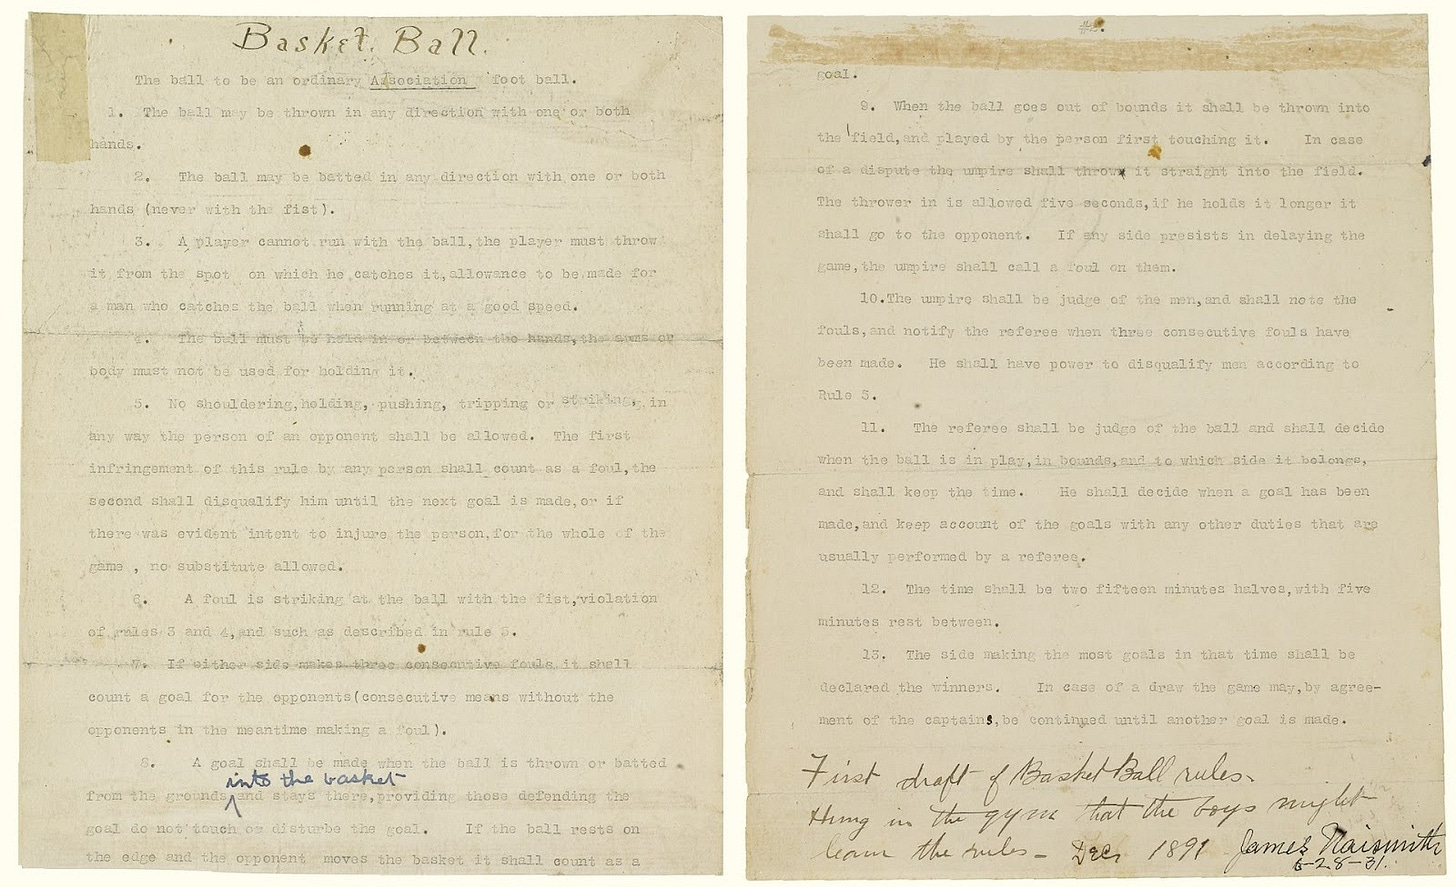 Basket Ball.
The ball to be an ordinary Association foot ball.
1. The ball may be thrown in any direction with one or both
hands.
2. The ball may be batted in any direction with one or both
hands (never with the fist).
3. A player cannot run with the ball,the player must throw
it from the spot on which he catches it,allowance to be made for
a man who catches the ball when running at a good speed.
4. The ball must be held in or between the hands,the arms or
body must not be used for holding it.
5. No shouldering,holding, pushing, tripping or striking, in
any way the person of an opponent shall be allowed. The first
infringement of this rule by any person shall count as a foul,the
second shall disqualify him until the next goal is made,or if
there was evident intent to injure the person,for the whole of the
game , no substitute allowed.
6. A foul is striking at the ball with the fist,violation
of rules 3 and 4,and such as described in rule 5.
7. If either side makes three consecutive fouls,it shall
count a goal for the opponents(consecutive means without the
opponents in the meantime making a foul).
8. A goal shall be made when the ball is thrown or batted
into the basket
from the grounds and stays there,providing those defending the
goal do not touch or disturbe the goal. If the ball rests on
the edge and the opponent moves the basket it shall count as a
goal.
9. When the ball goes out of bounds it shall be thrown into
the field,and played by the person first touching it. In case
of a dispute the umpire shall throw it straight into the field.
The thrower in is allowed five seconds,if he holds it longer it
shall go to the opponent. If any side presists in delaying the
game,the umpire shall call a foul on them.
10.The umpire shall be judge of the men,and shall note the
fouls,and notify the referee when three consecutive fouls have
been made. He shall have power to disqualify men according to
Rule 5.
11. The referee shall be judge of the ball and shall decide
when the ball is in play,in bounds,and to which side it belongs,
and shall keep the time. He shall decide when a goal has been
made,and keep account of the goals with any other duties that are
usually performed by a referee.
12. The time shall be two fifteen minutes halves,with five
minutes rest between.
13. The side making the most goals in that time shall be
declared the winners. In case of a draw the game may,by agree-
ment of the captains,be continued until another goal is made.
First draft of Basket Ball rules.
Hung in the gym that the boys might
learn the rules - Dec 1891 James Naismith
6-28-31.